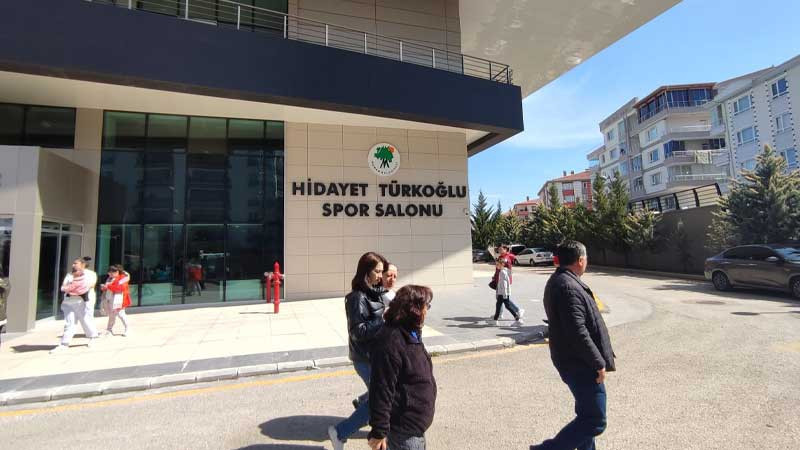 HİDAYET TÜRKOĞLU
SPOR SALONU